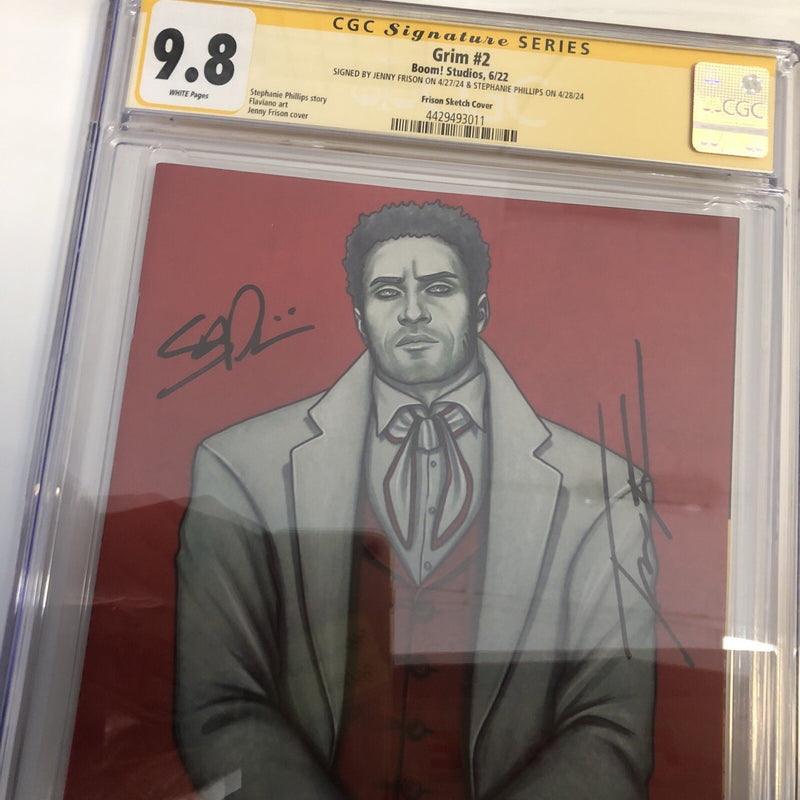 CGC Signature SERIES
9.8
WHITE Pages
Grim #2
Boom! Studios, 6/22
SIGNED BY JENNY FRISON on 4/27/24 & STEPHANIE PHILLIPS on 4/28/24
Stephanie Phillips story
Flaviano art
Jenny Frison cover
Frison Sketch Cover
4429493011
CGC